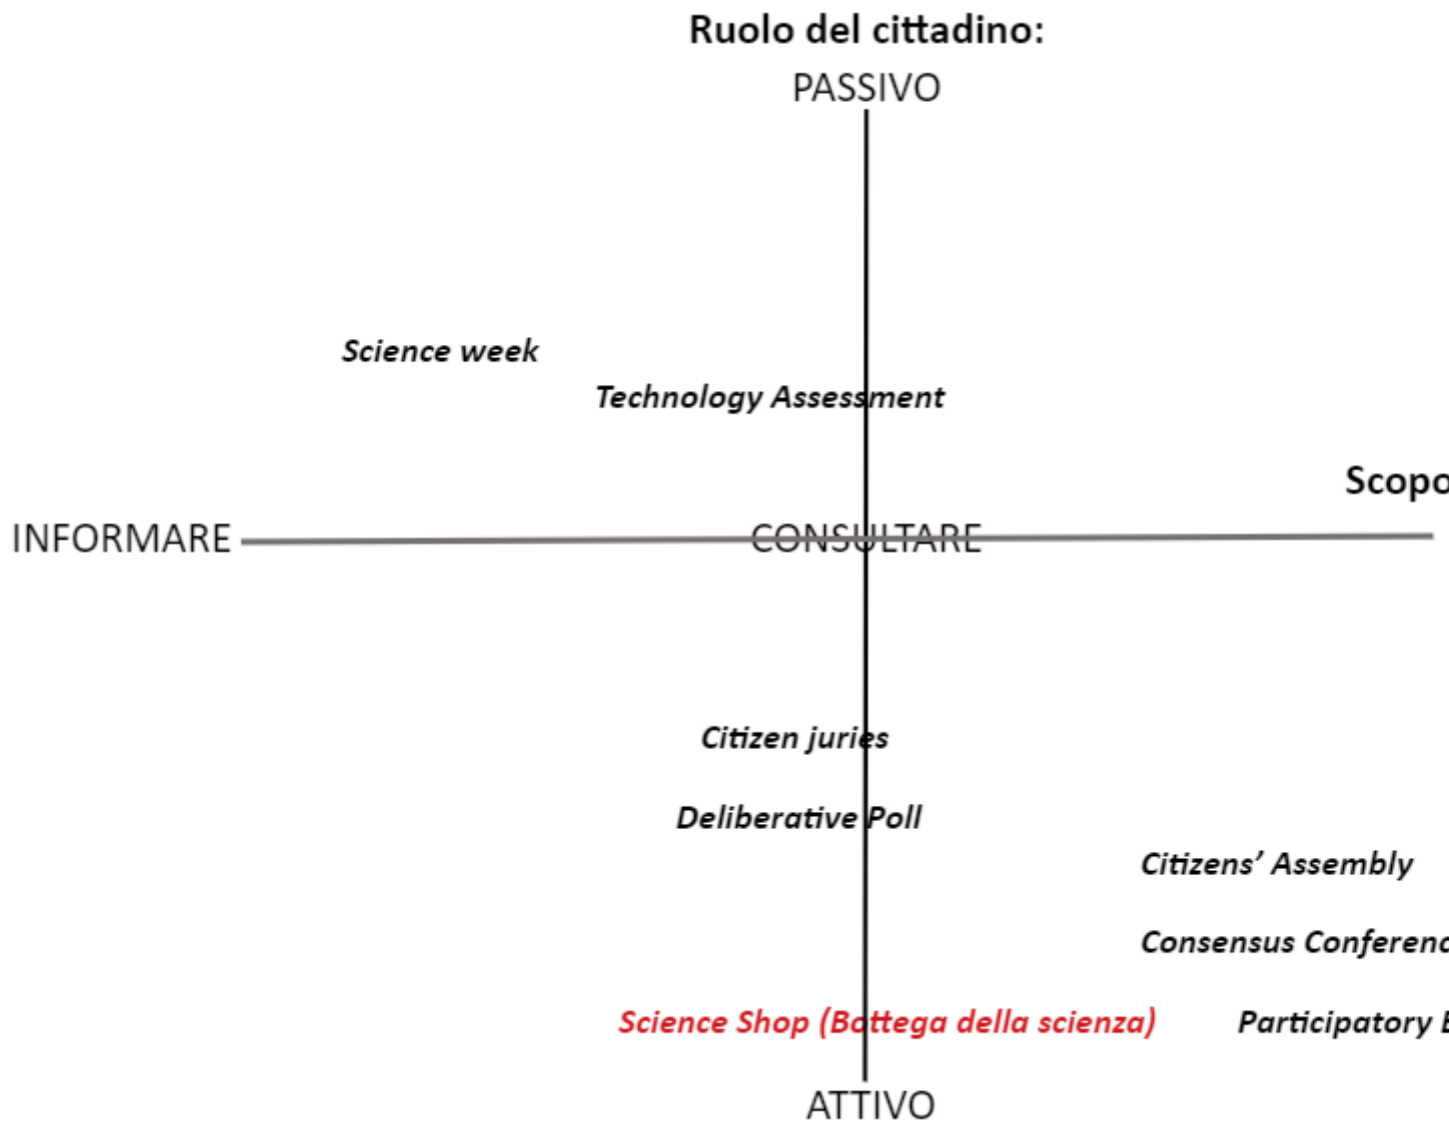 Ruolo del cittadino:
PASSIVO
Science week
Technology Assessment
Scopo
INFORMARE
CONSULTARE
Citizen juries
Deliberative Poll
Citizens’ Assembly
Consensus Conferenc
Science Shop (Bottega della scienza)
Participatory
ATTIVO